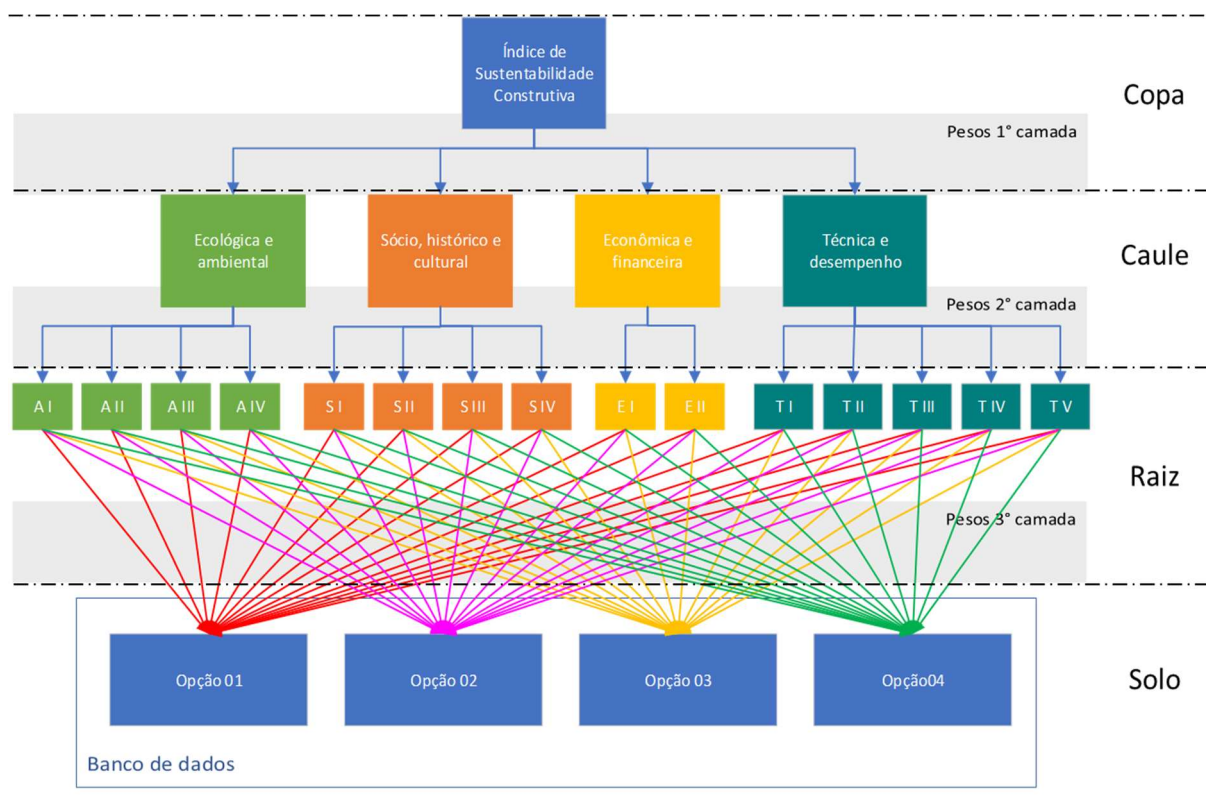 Índice de
Sustentabilidade
Construtiva
Copa
Pesos 1° camada
Ecológica e
ambiental
Sócio, histórico e
cultural
Econômica e
financeira
Técnica e
desempenho
Caule
Pesos 2° camada
A I
A II
A III
A IV
S I
S II
S III
S IV
E I
E II
T I
T II
T III
T IV
T V
Raiz
Pesos 3° camada
Opção 01
Opção 02
Opção 03
Opção04
Solo
Banco de dados